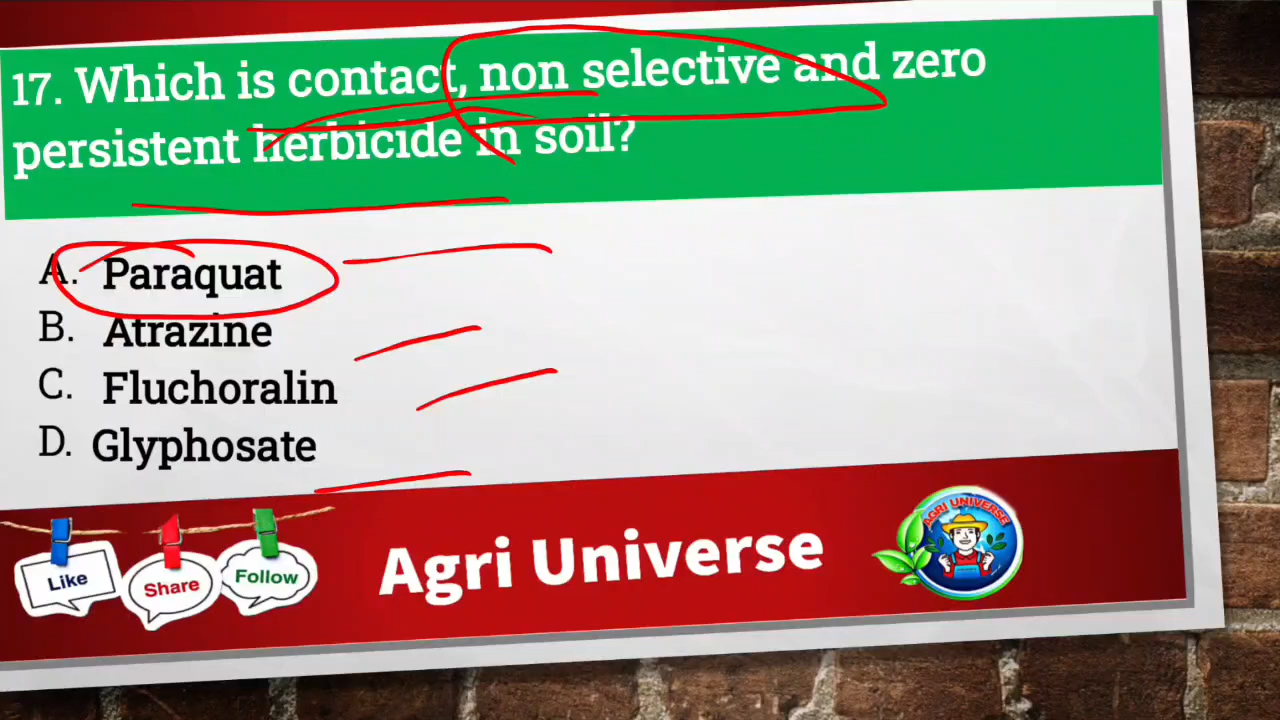 17. Which is contact, non selective and zero
persistent herbicide in soil?
A. Paraquat
B. Atrazine
C. Fluchoralin
D. Glyphosate
Like
Share
Follow
Agri Universe
AGRI UNIVERSE